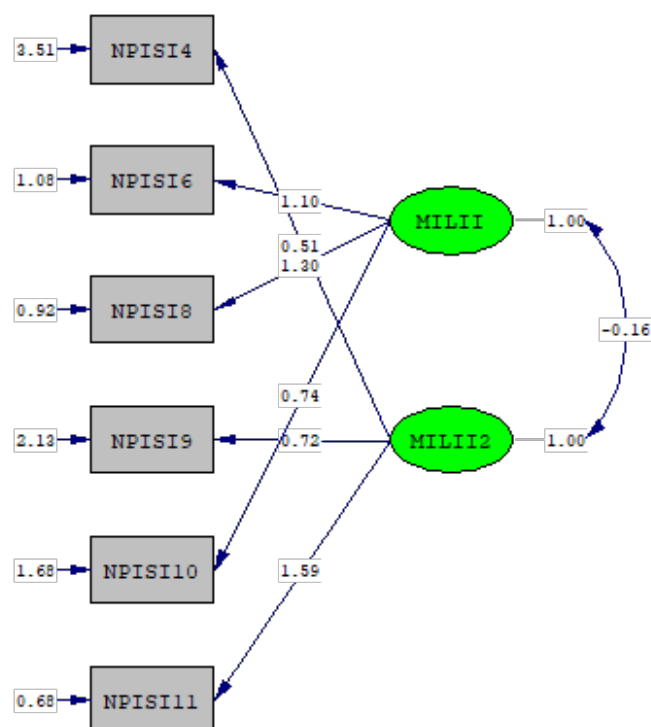 3.51 NPISI4
1.08 NPISI6
1.10
MILII 1.00
0.51
1.30
0.92 NPISI8
-0.16
0.74
2.13 NPISI9
0.72
MILII2 1.00
1.68 NPISI10
1.59
0.68 NPISI11